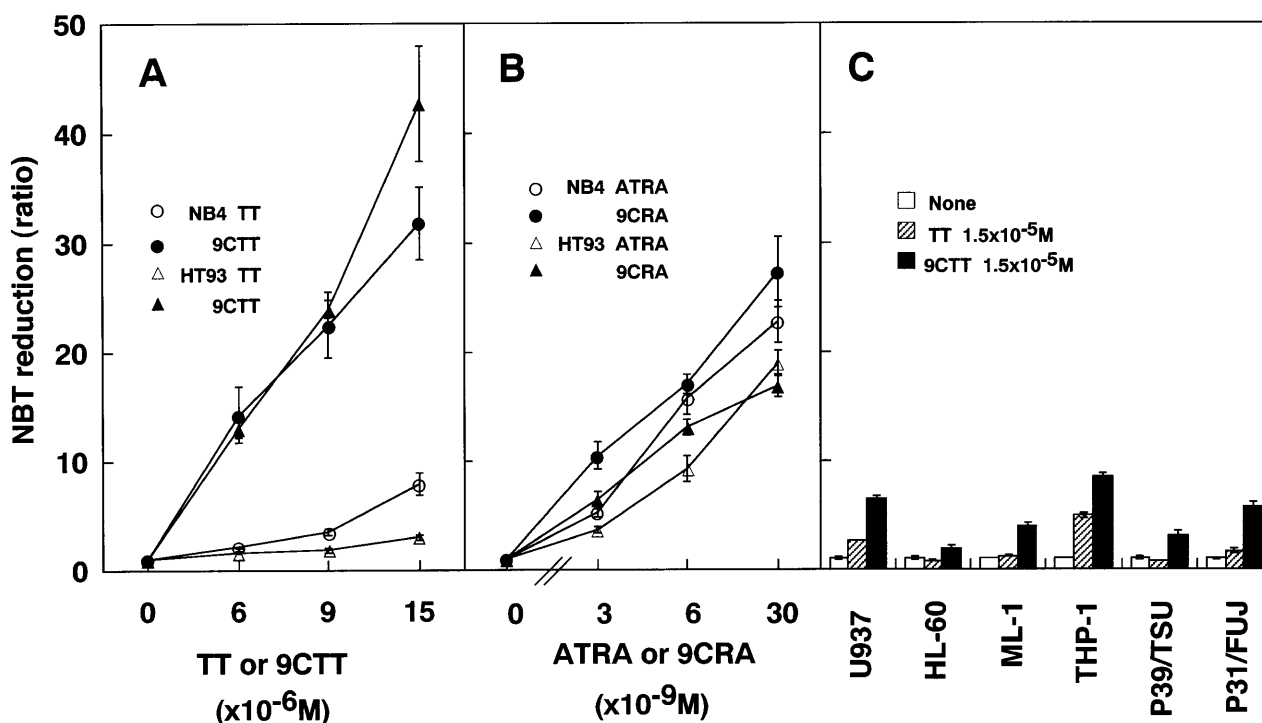 NBT reduction (ratio)
50
40
30
20
10
0
A
NB4 TT
9CTT
HT93 TT
9CTT
0 6 9 15
TT or 9CTT
(x10-6M)
B
NB4 ATRA
9CRA
HT93 ATRA
9CRA
0 3 6 30
ATRA or 9CRA
(x10-9M)
C
None
TT 1.5x10-5M
9CTT 1.5x10-5M
U937
HL-60
ML-1
THP-1
P39/TSU
P31/FUJ